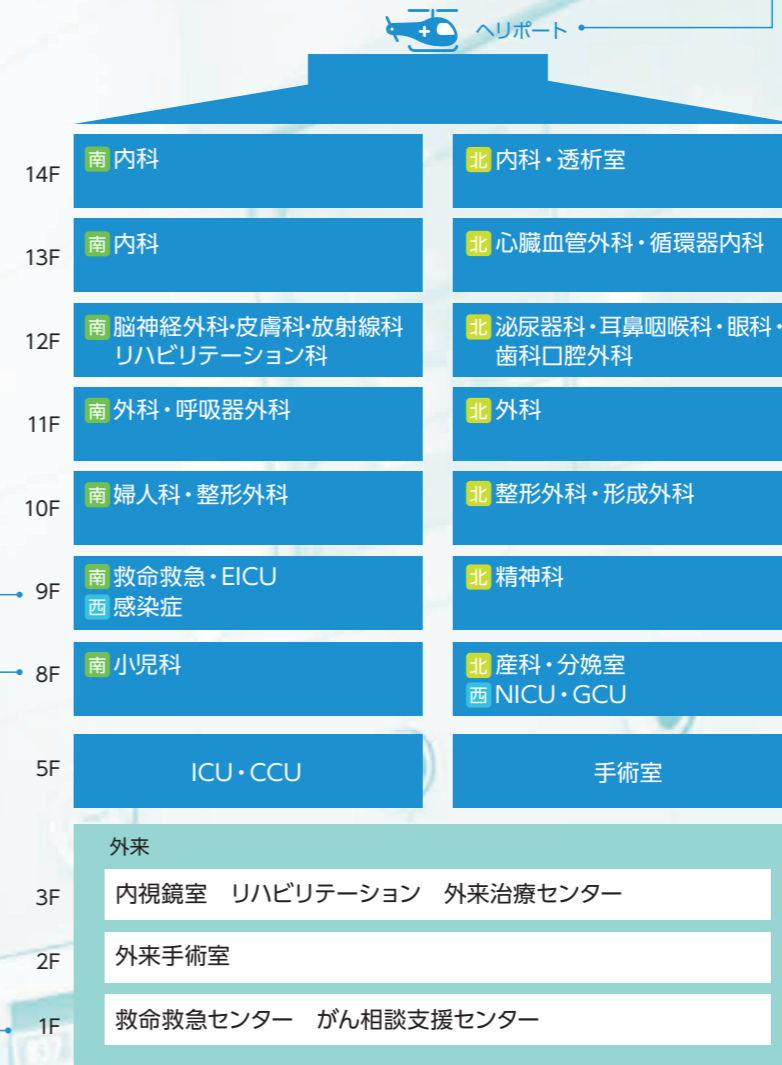 ヘリポート
14F
南 内科
北 内科・透析室
13F
南 内科
北 心臓血管外科・循環器内科
12F
南 脳神経外科・皮膚科・放射線科
リハビリテーション科
北 泌尿器科・耳鼻咽喉科・眼科・
歯科口腔外科
11F
南 外科・呼吸器外科
北 外科
10F
南 婦人科・整形外科
北 整形外科・形成外科
9F
南 救命救急・EICU
西 感染症
北 精神科
8F
南 小児科
北 産科・分娩室
西 NICU・GCU
5F
ICU・CCU
手術室
外来
3F
内視鏡室 リハビリテーション 外来治療センター
2F
外来手術室
1F
救命救急センター がん相談支援センター